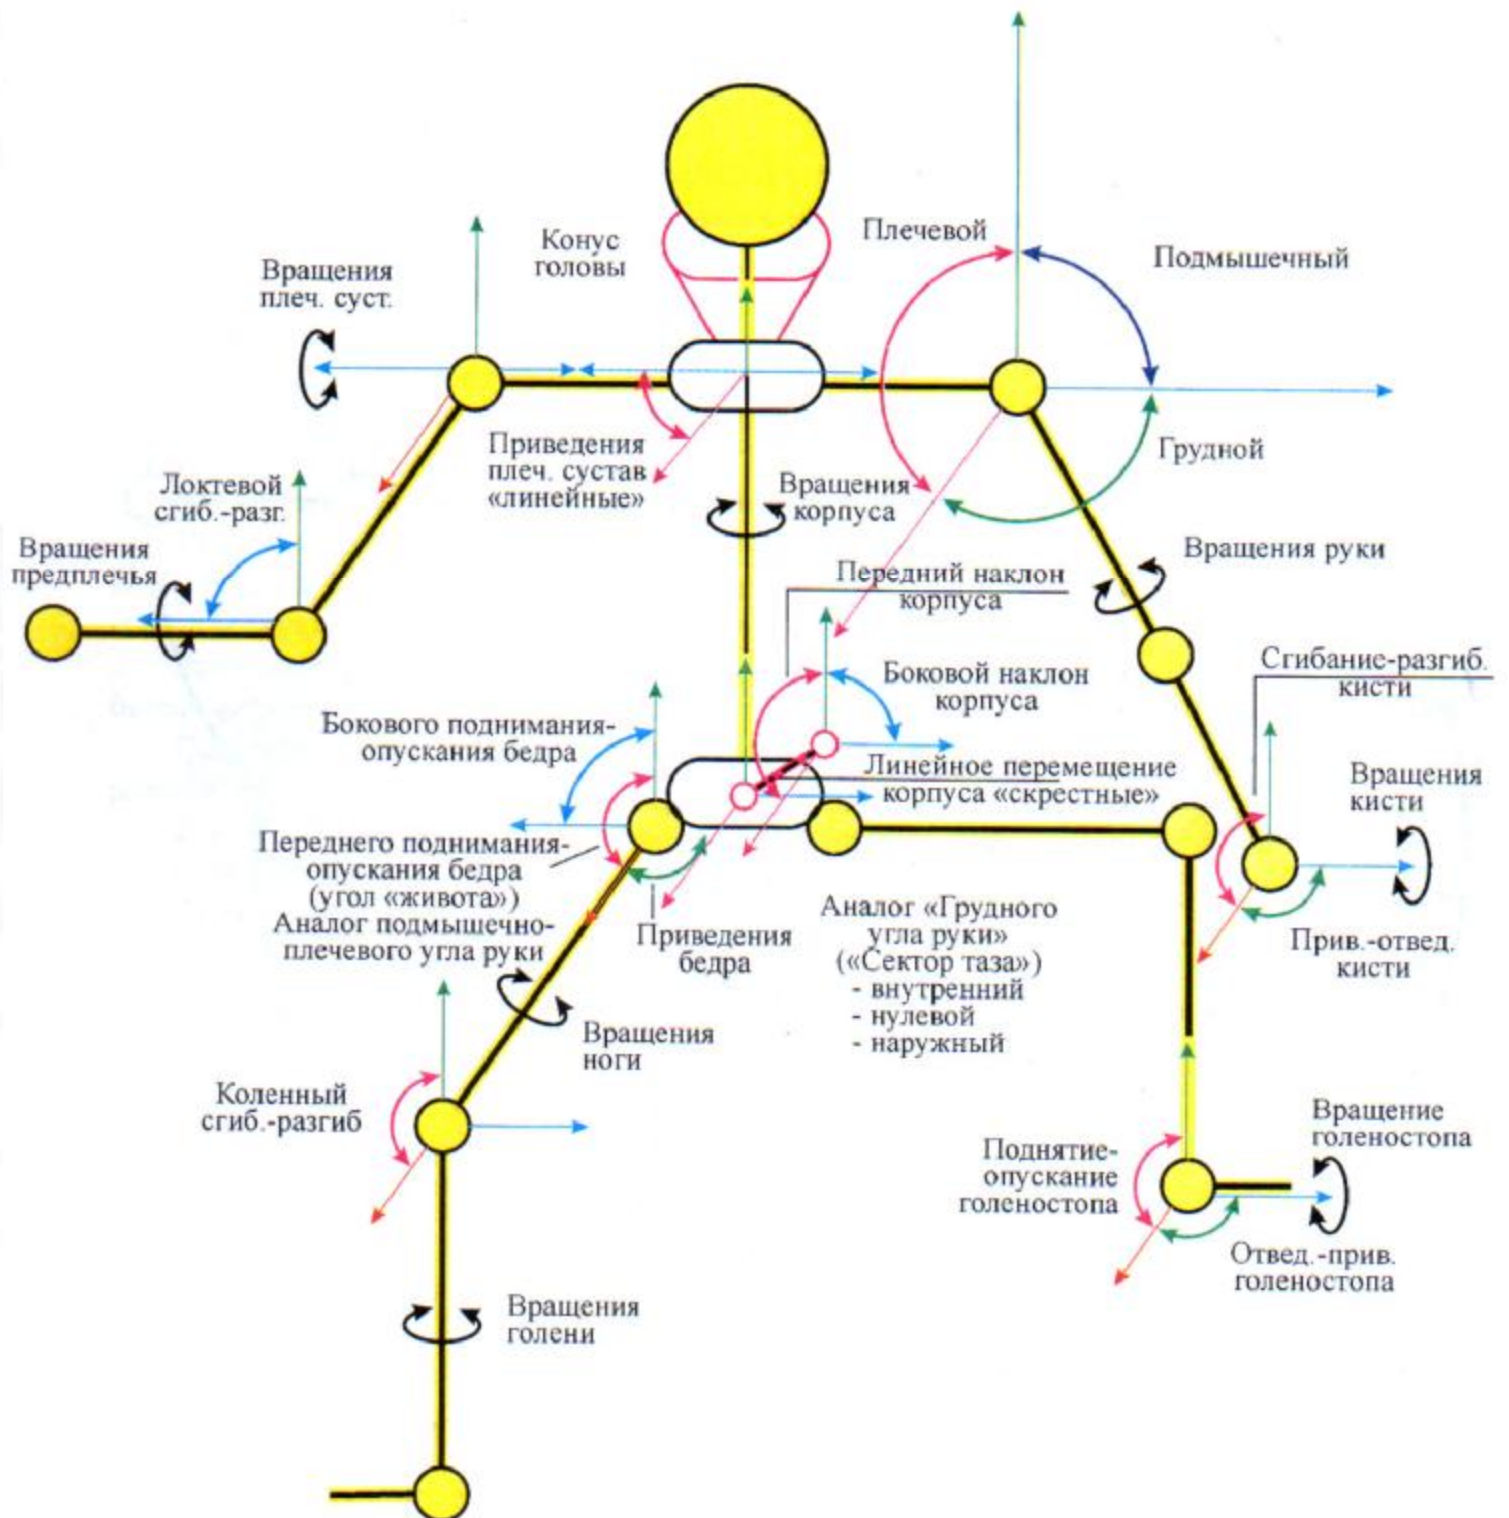 Конус
головы
Плечевой
Подмышечный
Вращения
плеч. суст.
Приведения
плеч. сустав
«линейные»
Грудной
Локтевой
сгиб.-разг.
Вращения
корпуса
Вращения
предплечья
Вращения руки
Передний наклон
корпуса
Сгибание-разгиб.
кисти
Боковой наклон
корпуса
Бокового поднимания-
опускания бедра
Линейное перемещение
корпуса «скрестные»
Вращения
кисти
Переднего поднимания-
опускания бедра
(угол «живота»)
Аналог подмышечно-
плечевого угла руки
Приведения
бедра
Аналог «Грудного
угла руки»
(«Сектор таза»)
- внутренний
- нулевой
- наружный
Прив.-отвед.
кисти
Вращения
ноги
Коленный
сгиб.-разгиб
Вращение
голеностопа
Поднятие-
опускание
голеностопа
Отвед.-прив.
голеностопа
Вращения
голени